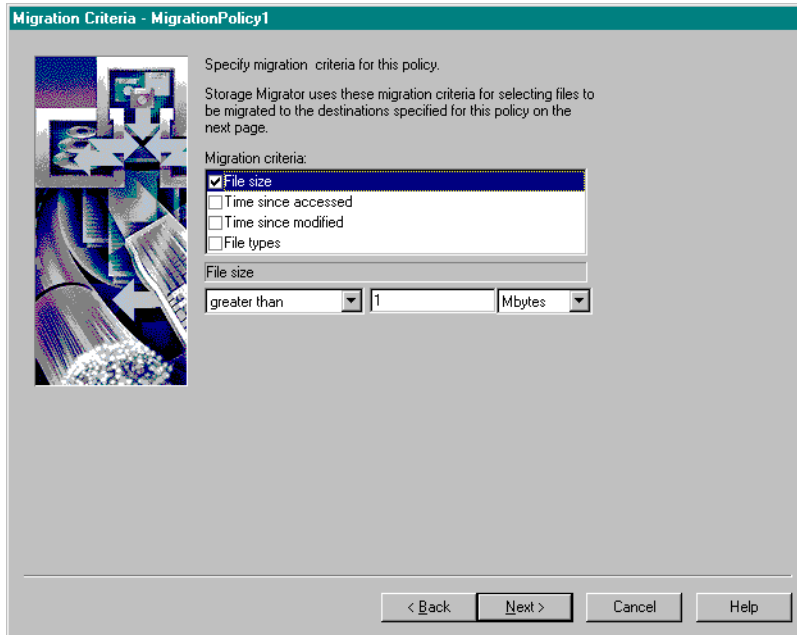 Migration Criteria - MigrationPolicy1
Specify migration criteria for this policy.
Storage Migrator uses these migration criteria for selecting files to
be migrated to the destinations specified for this policy on the
next page.
Migration criteria:
File size
Time since accessed
Time since modified
File types
File size
greater than 1 Mbytes
< Back Next > Cancel Help